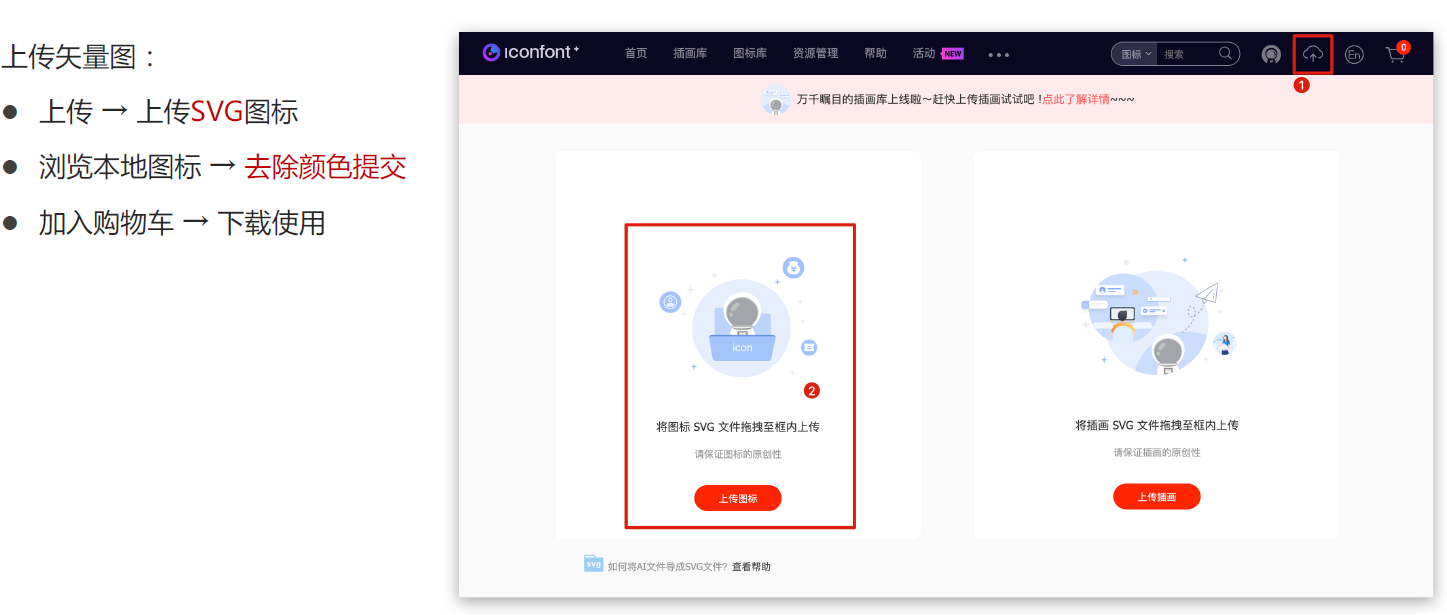 上传矢量图：
● 上传 → 上传SVG图标
● 浏览本地图标 → 去除颜色提交
● 加入购物车 → 下载使用
iconfont+
首页 插画库 图标库 资源管理 帮助 活动 NEW •••
图标 搜索 En 0
1
万千瞩目的插画库上线啦～赶快上传插画试试吧！点此了解详情~~~
icon
2
将图标 SVG 文件拖拽至框内上传
请保证图标的原创性
上传图标
将插画 SVG 文件拖拽至框内上传
请保证插画的原创性
上传插画
svg 如何将AI文件导成SVG文件? 查看帮助